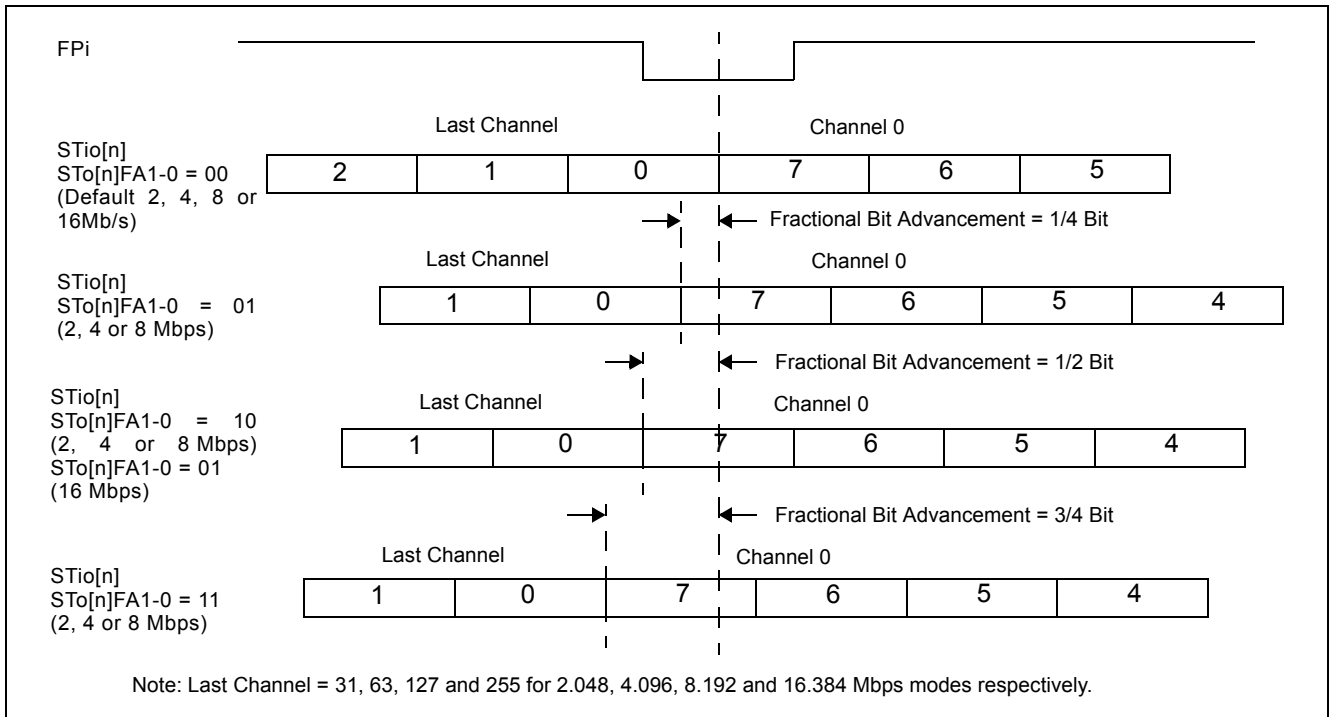 FPi
Last Channel
Channel 0
STio[n]
STo[n]FA1-0 = 00
(Default 2, 4, 8 or
16Mb/s)
2 1 0 7 6 5
Fractional Bit Advancement = 1/4 Bit
Last Channel
Channel 0
STio[n]
STo[n]FA1-0 = 01
(2, 4 or 8 Mbps)
1 0 7 6 5 4
Fractional Bit Advancement = 1/2 Bit
Last Channel
Channel 0
STio[n]
STo[n]FA1-0 = 10
(2, 4 or 8 Mbps)
STo[n]FA1-0 = 01
(16 Mbps)
1 0 7 6 5 4
Fractional Bit Advancement = 3/4 Bit
Last Channel
Channel 0
STio[n]
STo[n]FA1-0 = 11
(2, 4 or 8 Mbps)
1 0 7 6 5 4
Note: Last Channel = 31, 63, 127 and 255 for 2.048, 4.096, 8.192 and 16.384 Mbps modes respectively.